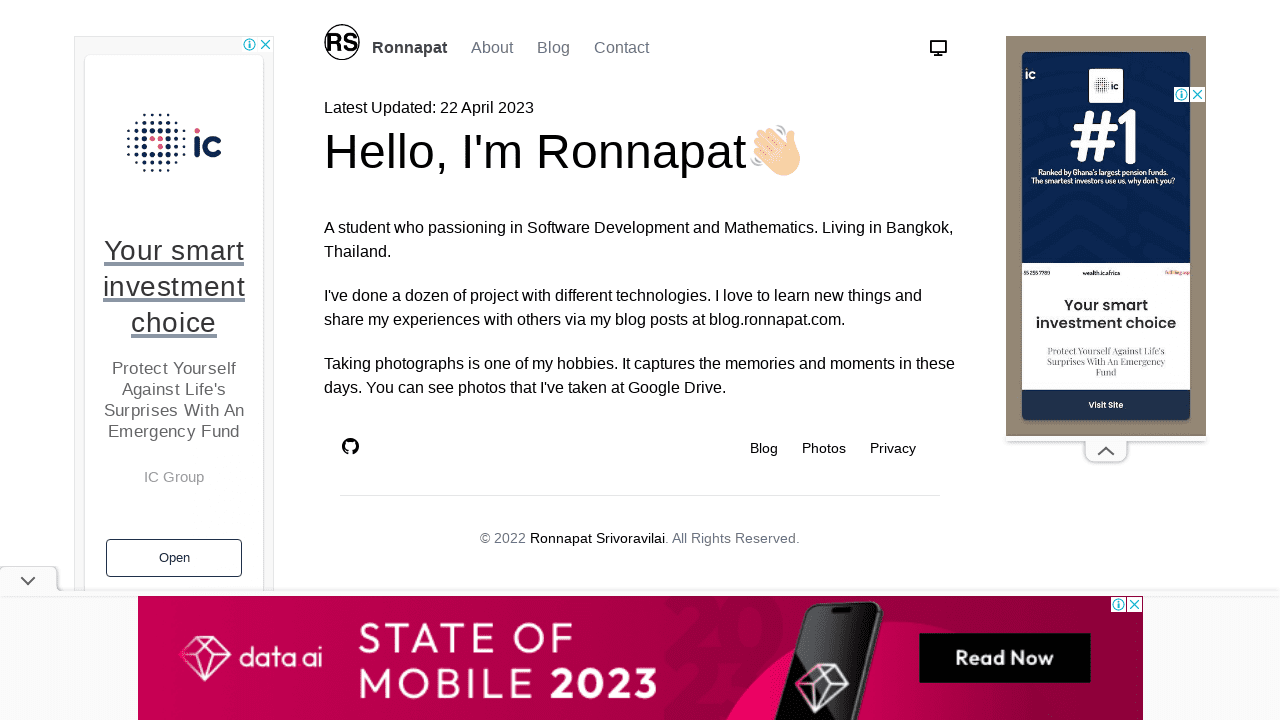 RS
Ronnapat
About
Blog
Contact
Latest Updated: 22 April 2023
Hello, I'm Ronnapat
A student who passioning in Software Development and Mathematics. Living in Bangkok,
Thailand.
I've done a dozen of project with different technologies. I love to learn new things and
share my experiences with others via my blog posts at blog.ronnapat.com.
Taking photographs is one of my hobbies. It captures the memories and moments in these
days. You can see photos that I've taken at Google Drive.
Blog
Photos
Privacy
© 2022 Ronnapat Srivoravilai. All Rights Reserved.
ic
Your smart
investment
choice
Protect Yourself
Against Life's
Surprises With An
Emergency Fund
IC Group
Open
ic
ic
#1
Ranked by Ghana's largest pension funds.
The smartest investors use us, why don't you?
55 255 7789
wealth.ic.africa
Your smart
investment choice
Protect Yourself Against Life's
Surprises With An Emergency
Fund
Visit Site
data ai
STATE OF
MOBILE 2023
Read Now